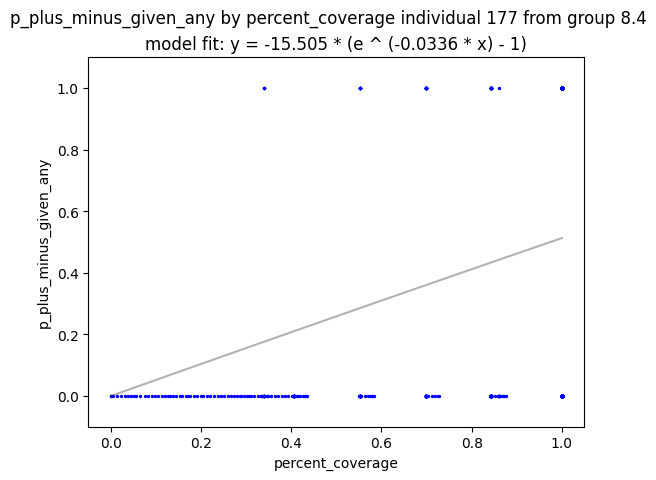 p_plus_minus_given_any by percent_coverage individual 177 from group 8.4
model fit: y = -15.505 * (e ^ (-0.0336 * x) - 1)
1.0
0.8
0.6
0.4
0.2
0.0
p_plus_minus_given_any
0.0 0.2 0.4 0.6 0.8 1.0
percent_coverage